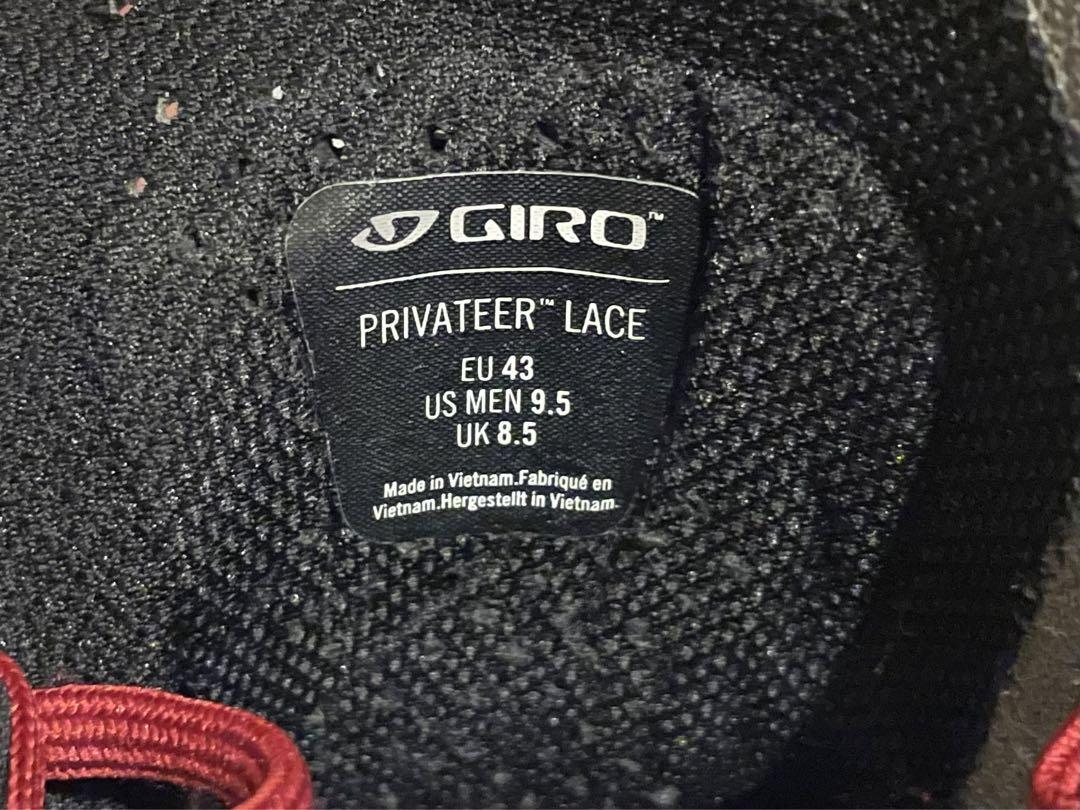 GIRO™
PRIVATEER™ LACE
EU 43
US MEN 9.5
UK 8.5
Made in Vietnam.Fabriqué en
Vietnam.Hergestellt in Vietnam.